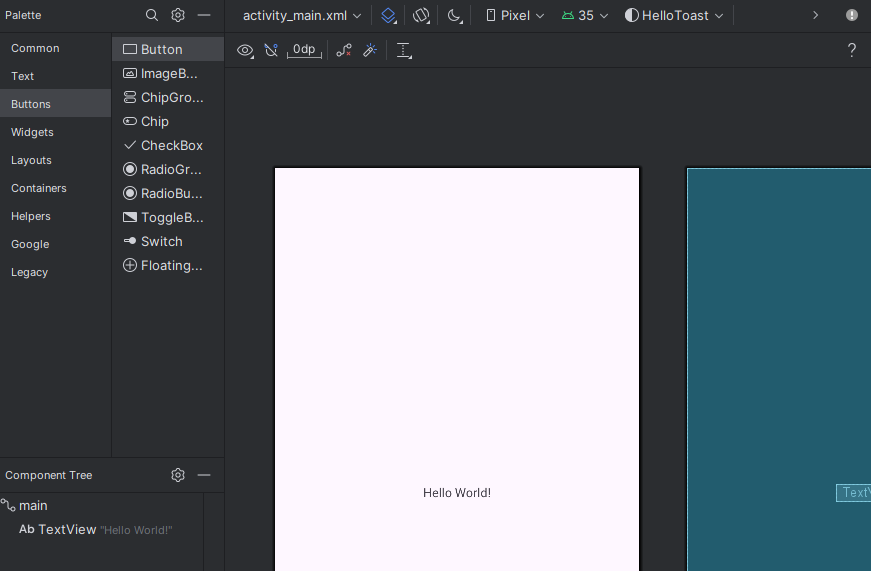 Palette
activity_main.xml
Pixel
35
HelloToast
Common
Text
Buttons
Widgets
Layouts
Containers
Helpers
Google
Legacy
Button
ImageB...
ChipGro...
Chip
CheckBox
RadioGr...
RadioBu...
ToggleB...
Switch
Floating...
0dp
?
Hello World!
TextV
Component Tree
main
Ab TextView "Hello World!"